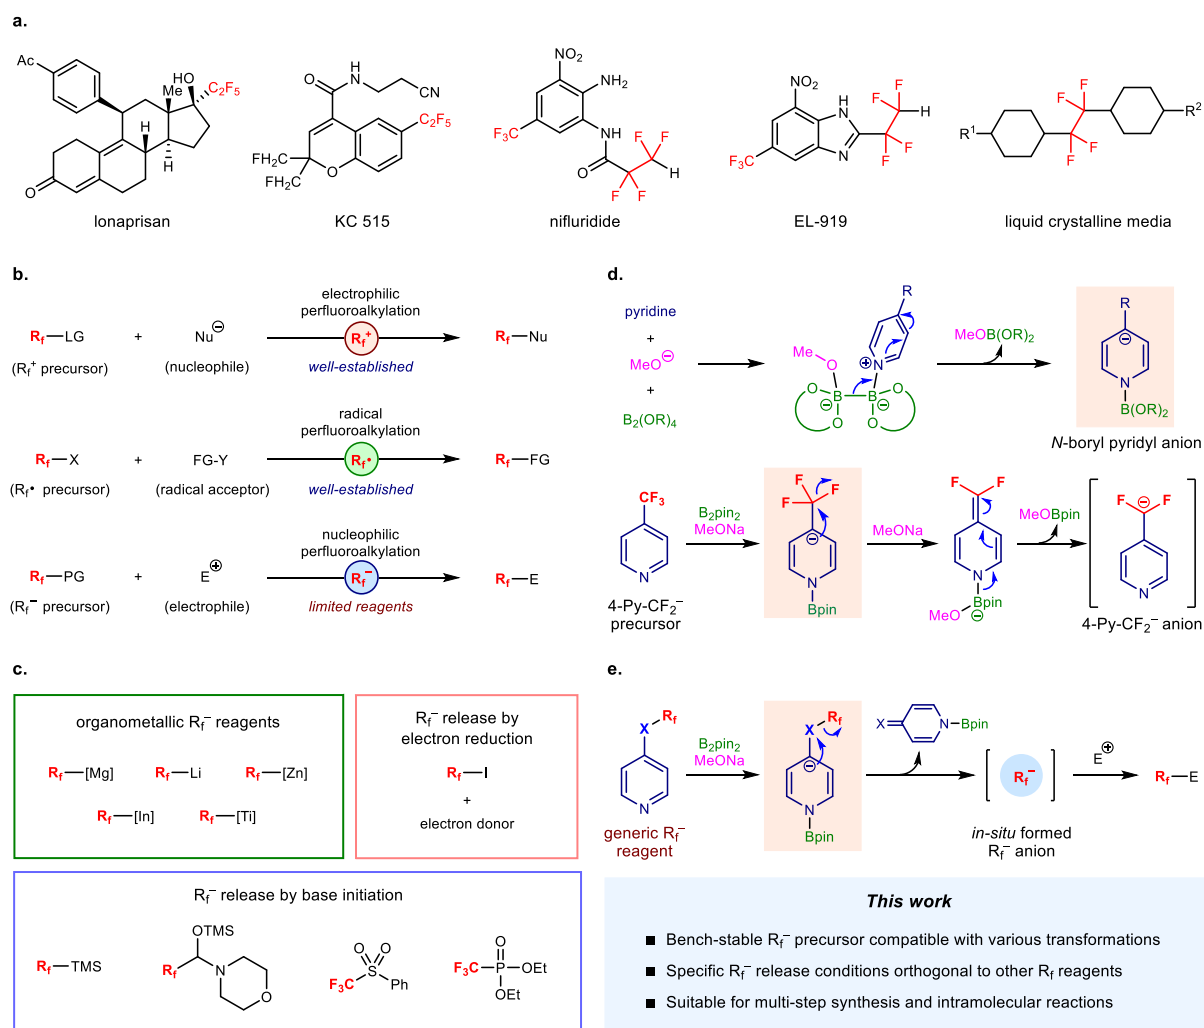 a.
Ac
HO
Me
C2F5
H
H
H
O
lonaprisan
O
H
N
CN
C2F5
FH2C
FH2C
O
KC 515
NO2
NH2
F3C
NH
O
F
F
H
F
F
nifluridide
NO2
H
N
N
F3C
F
F
H
F
F
EL-919
R1
F
F
F
F
R2
liquid crystalline media
b.
electrophilic
perfluoroalkylation
Rf—LG + Nu⊖ Rf+ Rf—Nu
(Rf+ precursor) (nucleophile) well-established
radical
perfluoroalkylation
Rf—X + FG-Y Rf• Rf—FG
(Rf• precursor) (radical acceptor) well-established
nucleophilic
perfluoroalkylation
Rf—PG + E⊕ Rf− Rf—E
(Rf− precursor) (electrophile) limited reagents
c.
organometallic Rf− reagents
Rf—[Mg] Rf—Li Rf—[Zn]
Rf—[In] Rf—[Ti]
Rf− release by
electron reduction
Rf—I
+
electron donor
Rf− release by base initiation
Rf—TMS
OTMS
Rf
N
O
O O
S
F3C Ph
O
F3C P OEt
OEt
d.
pyridine
+
MeO⊖
+
B2(OR)4
R
Me
O
N
⊕
O B B O
⊖ ⊖
O O
MeOB(OR)2
R
⊖
N
B(OR)2
N-boryl pyridyl anion
CF3
N
4-Py-CF2−
precursor
B2pin2
MeONa
F
F
F
⊖
N
Bpin
MeONa
F F
N
MeO Bpin
⊖
MeOBpin
F ⊖ F
N
4-Py-CF2− anion
e.
X Rf
N
generic Rf−
reagent
B2pin2
MeONa
X Rf
⊖
N
Bpin
X N Bpin
Rf−
in-situ formed
Rf− anion
E⊕
Rf—E
This work
■ Bench-stable Rf− precursor compatible with various transformations
■ Specific Rf− release conditions orthogonal to other Rf reagents
■ Suitable for multi-step synthesis and intramolecular reactions